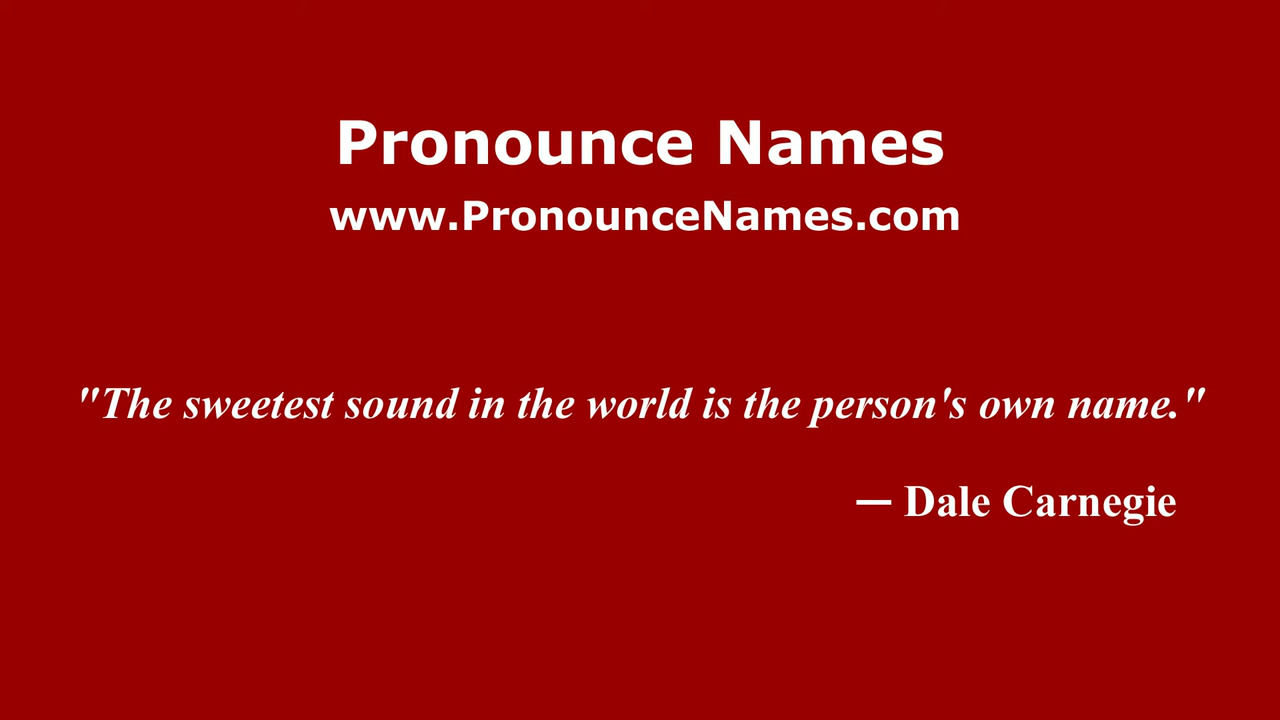 Pronounce Names
www.PronounceNames.com
"The sweetest sound in the world is the person's own name."
— Dale Carnegie